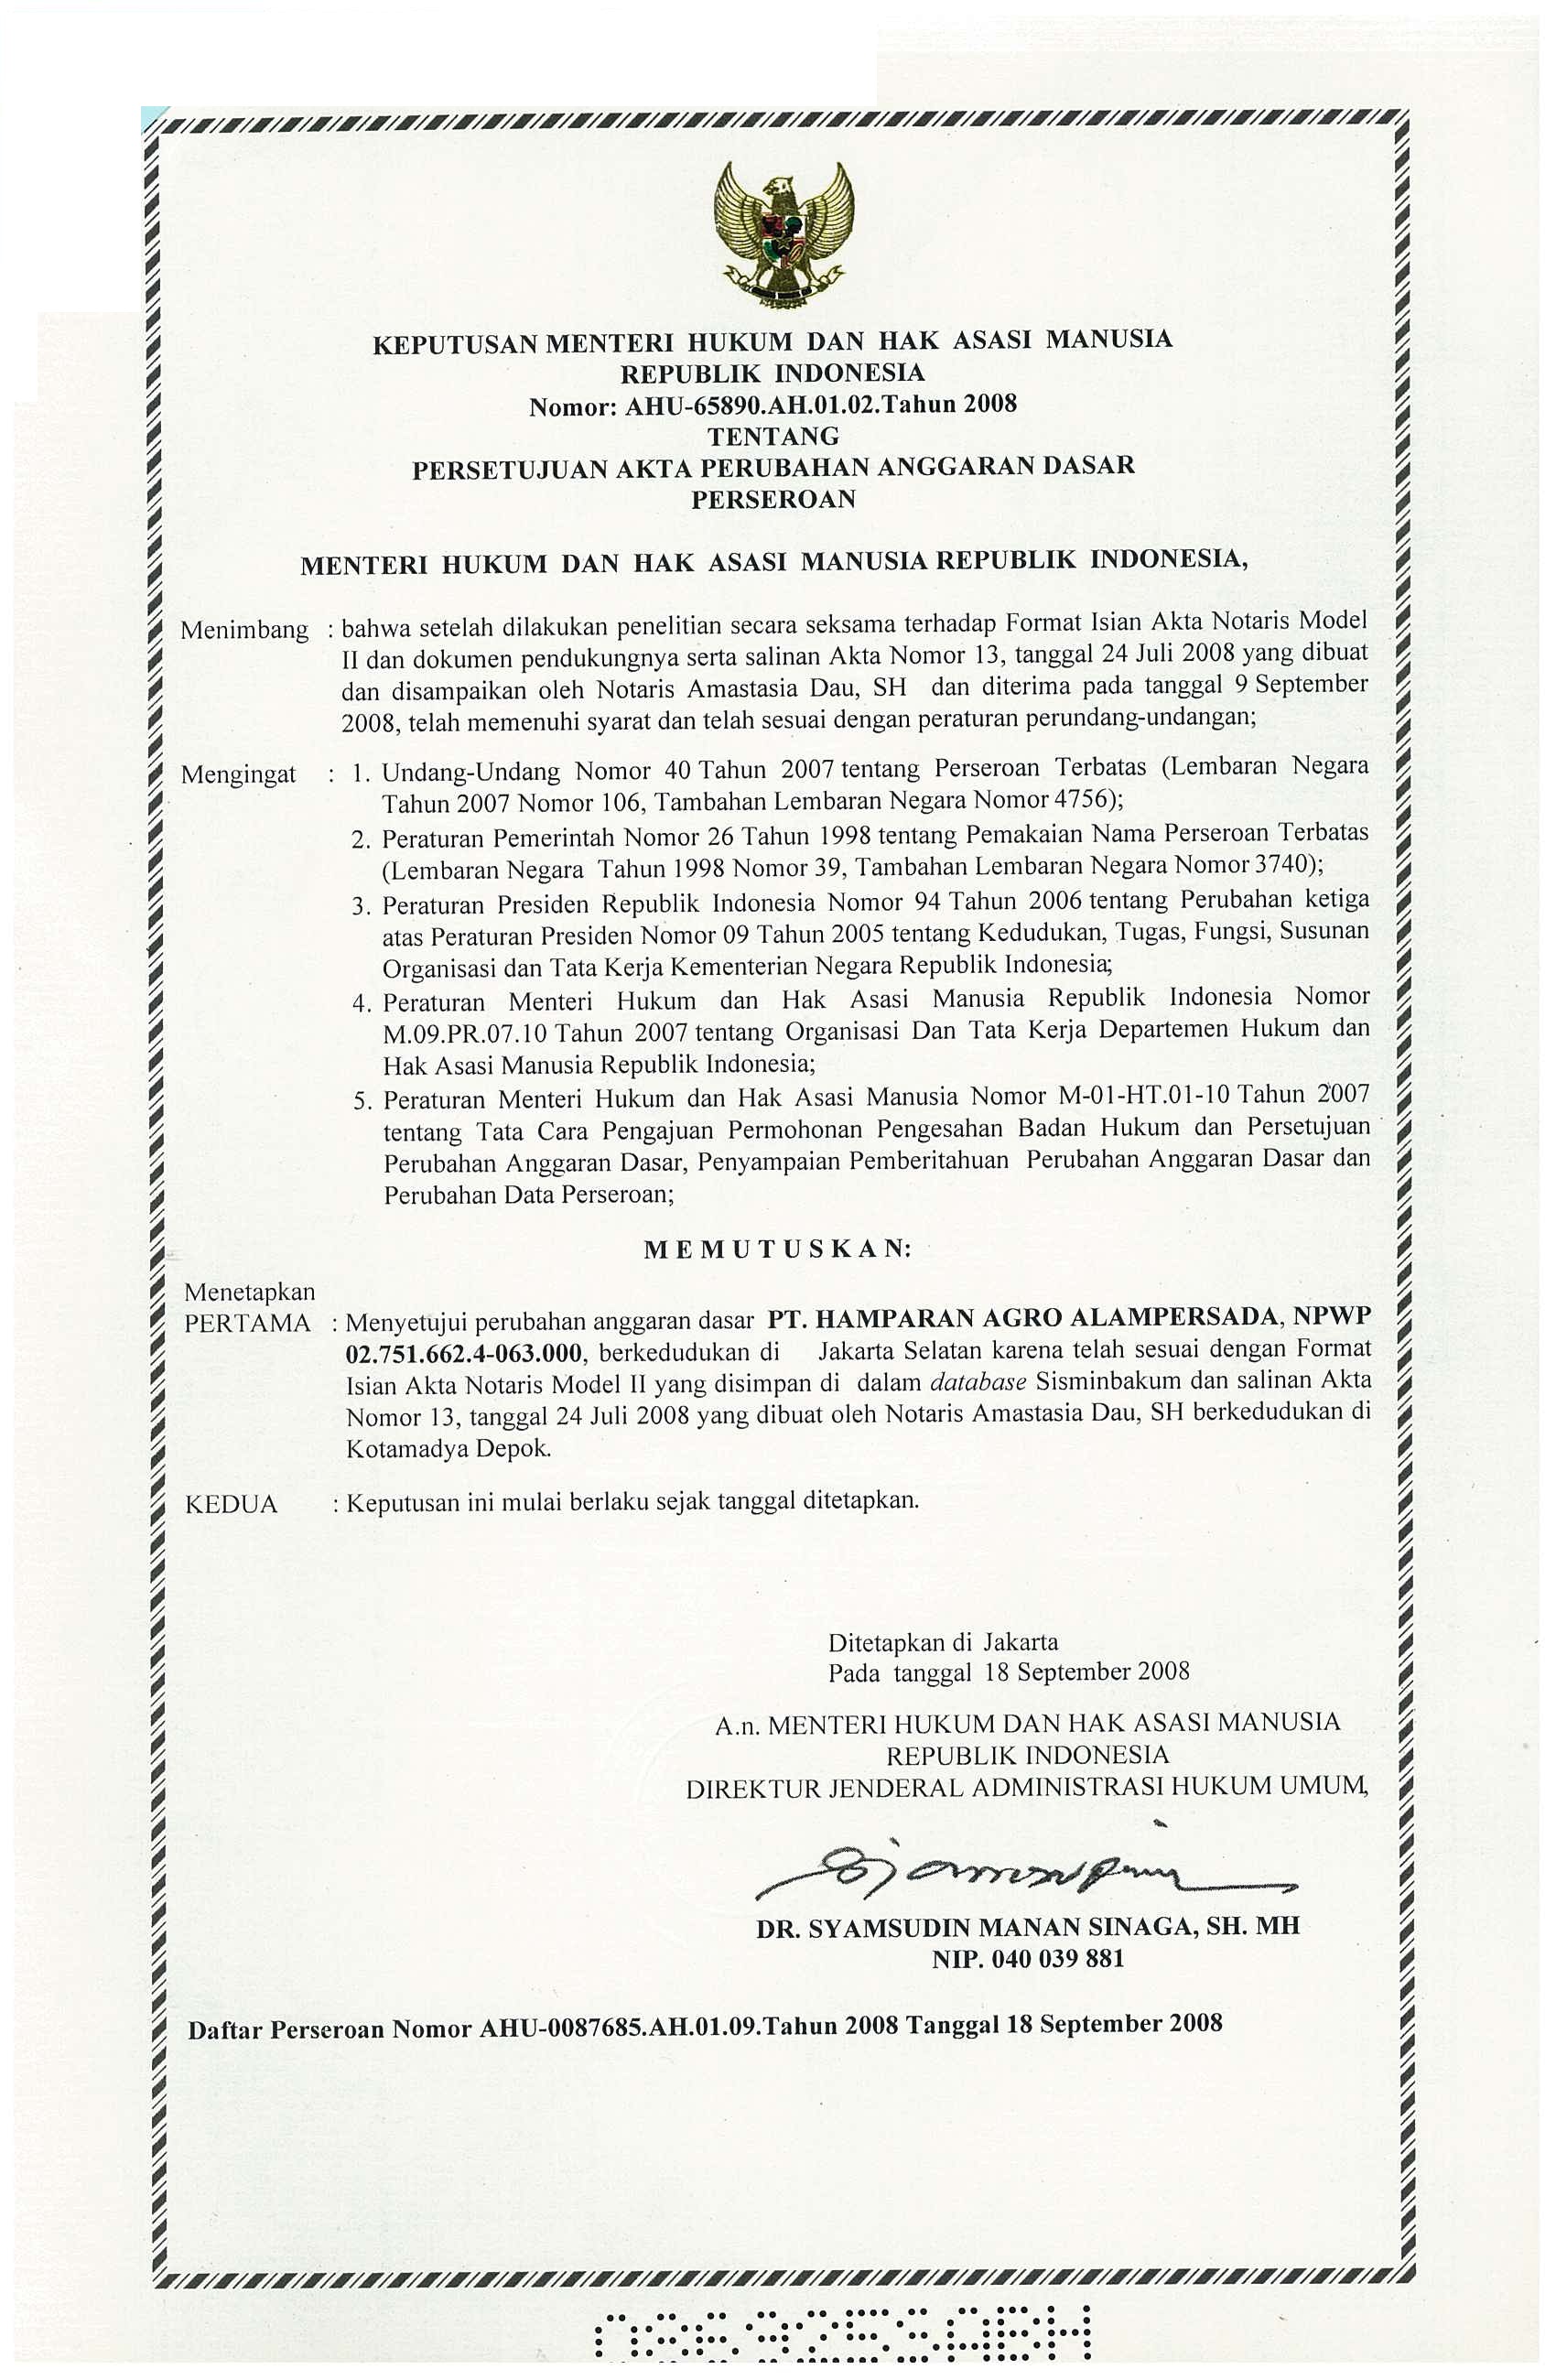 KEPUTUSAN MENTERI HUKUM DAN HAK ASASI MANUSIA
REPUBLIK INDONESIA
Nomor: AHU-65890.AH.01.02.Tahun 2008
TENTANG
PERSETUJUAN AKTA PERUBAHAN ANGGARAN DASAR
PERSEROAN
MENTERI HUKUM DAN HAK ASASI MANUSIA REPUBLIK INDONESIA,
Menimbang : bahwa setelah dilakukan penelitian secara seksama terhadap Format Isian Akta Notaris Model
II dan dokumen pendukungnya serta salinan Akta Nomor 13, tanggal 24 Juli 2008 yang dibuat
dan disampaikan oleh Notaris Amastasia Dau, SH dan diterima pada tanggal 9 September
2008, telah memenuhi syarat dan telah sesuai dengan peraturan perundang-undangan;
Mengingat : 1. Undang-Undang Nomor 40 Tahun 2007 tentang Perseroan Terbatas (Lembaran Negara
Tahun 2007 Nomor 106, Tambahan Lembaran Negara Nomor 4756);
2. Peraturan Pemerintah Nomor 26 Tahun 1998 tentang Pemakaian Nama Perseroan Terbatas
(Lembaran Negara Tahun 1998 Nomor 39, Tambahan Lembaran Negara Nomor 3740);
3. Peraturan Presiden Republik Indonesia Nomor 94 Tahun 2006 tentang Perubahan ketiga
atas Peraturan Presiden Nomor 09 Tahun 2005 tentang Kedudukan, Tugas, Fungsi, Susunan
Organisasi dan Tata Kerja Kementerian Negara Republik Indonesia;
4. Peraturan Menteri Hukum dan Hak Asasi Manusia Republik Indonesia Nomor
M.09.PR.07.10 Tahun 2007 tentang Organisasi Dan Tata Kerja Departemen Hukum dan
Hak Asasi Manusia Republik Indonesia;
5. Peraturan Menteri Hukum dan Hak Asasi Manusia Nomor M-01-HT.01-10 Tahun 2007
tentang Tata Cara Pengajuan Permohonan Pengesahan Badan Hukum dan Persetujuan
Perubahan Anggaran Dasar, Penyampaian Pemberitahuan Perubahan Anggaran Dasar dan
Perubahan Data Perseroan;
M E M U T U S K A N:
Menetapkan
PERTAMA : Menyetujui perubahan anggaran dasar PT. HAMPARAN AGRO ALAMPERSADA, NPWP
02.751.662.4-063.000, berkedudukan di Jakarta Selatan karena telah sesuai dengan Format
Isian Akta Notaris Model II yang disimpan di dalam database Sisminbakum dan salinan Akta
Nomor 13, tanggal 24 Juli 2008 yang dibuat oleh Notaris Amastasia Dau, SH berkedudukan di
Kotamadya Depok.
KEDUA : Keputusan ini mulai berlaku sejak tanggal ditetapkan.
Ditetapkan di Jakarta
Pada tanggal 18 September 2008
A.n. MENTERI HUKUM DAN HAK ASASI MANUSIA
REPUBLIK INDONESIA
DIREKTUR JENDERAL ADMINISTRASI HUKUM UMUM,
DR. SYAMSUDIN MANAN SINAGA, SH. MH
NIP. 040 039 881
Daftar Perseroan Nomor AHU-0087685.AH.01.09.Tahun 2008 Tanggal 18 September 2008